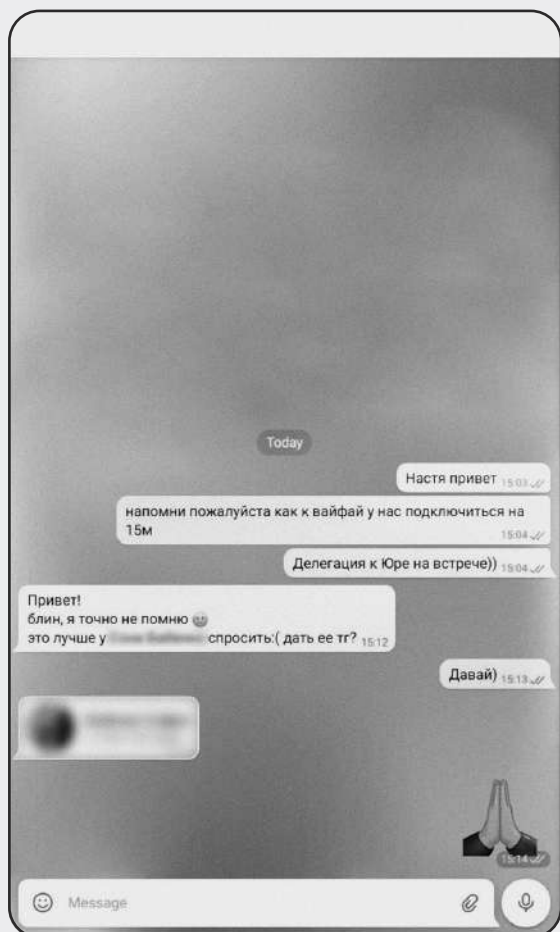 Today
Настя привет 15:03
напомни пожалуйста как к вайфай у нас подключиться на
15м
15:04
Делегация к Юре на встрече)) 15:04
Привет!
блин, я точно не помню
это лучше у спросить:( дать ее тг? 15:12
Давай) 15:13
15:14
Message